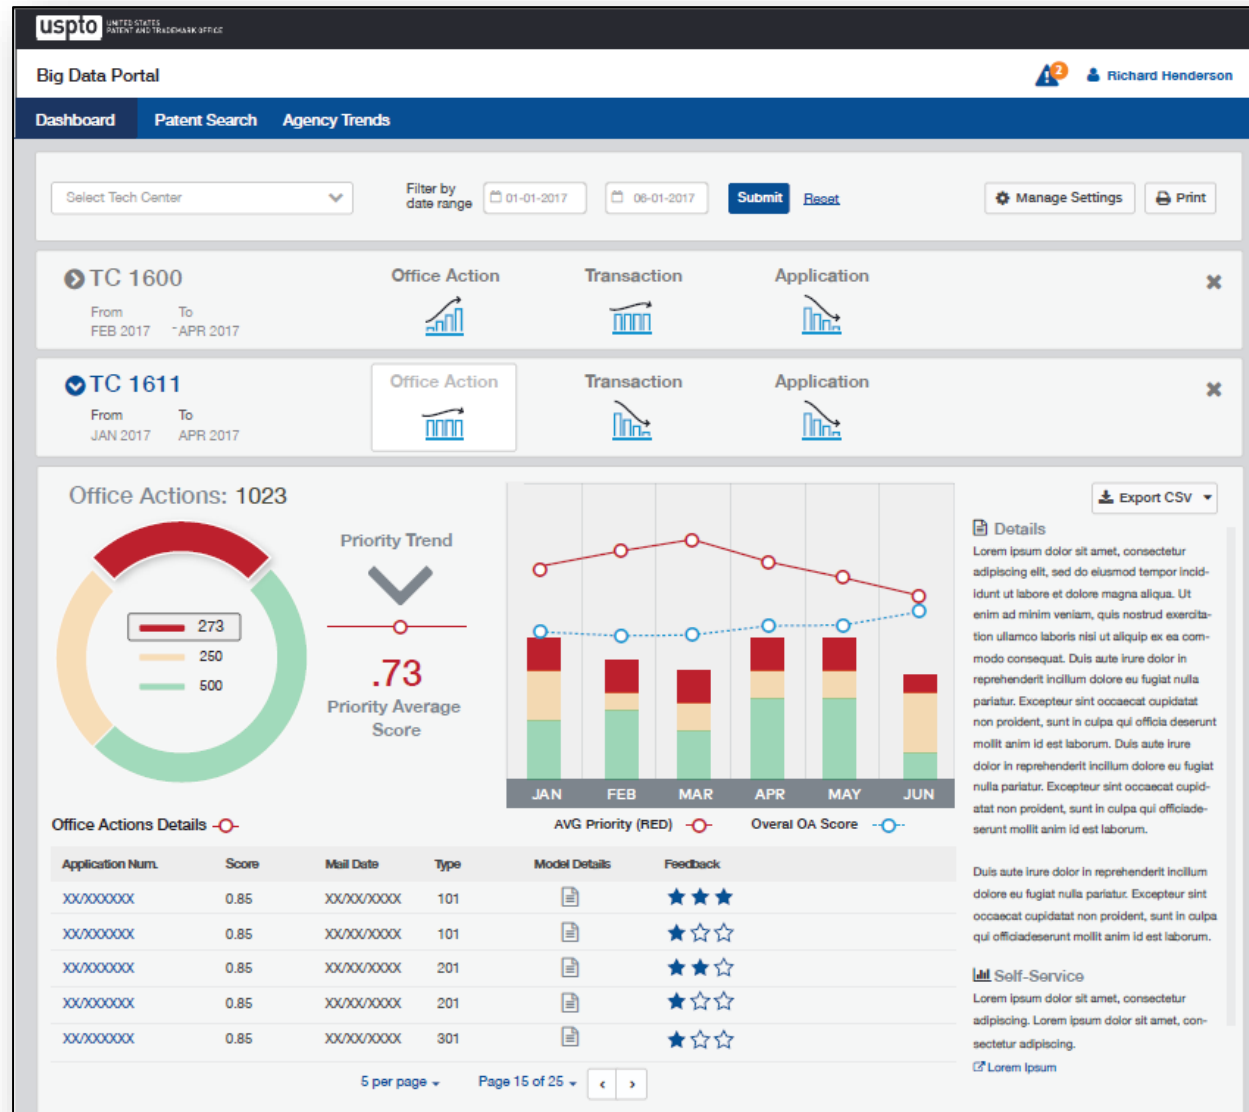 uspto UNITED STATES
PATENT AND TRADEMARK OFFICE
Big Data Portal
2
Richard Henderson
Dashboard Patent Search Agency Trends
Select Tech Center
Filter by
date range
01-01-2017
06-01-2017
Submit
Reset
Manage Settings
Print
TC 1600
Office Action Transaction Application
From To
FEB 2017 - APR 2017
TC 1611
Office Action Transaction Application
From To
JAN 2017 APR 2017
Office Actions: 1023
273
250
500
Priority Trend
.73
Priority Average
Score
JAN FEB MAR APR MAY JUN
AVG Priority (RED) Overal OA Score
Export CSV
Details
Lorem ipsum dolor sit amet, consectetur
adipiscing elit, sed do eiusmod tempor incid-
idunt ut labore et dolore magna aliqua. Ut
enim ad minim veniam, quis nostrud exercita-
tion ullamco laboris nisi ut aliquip ex ea com-
modo consequat. Duis aute irure dolor in
reprehenderit incillum dolore eu fugiat nulla
pariatur. Excepteur sint occaecat cupidatat
non proident, sunt in culpa qui officia deserunt
mollit anim id est laborum. Duis aute irure
dolor in reprehenderit incillum dolore eu fugiat
nulla pariatur. Excepteur sint occaecat cupid-
atat non proident, sunt in culpa qui officiade-
serunt mollit anim id est laborum.
Duis aute irure dolor in reprehenderit incillum
dolore eu fugiat nulla pariatur. Excepteur sint
occaecat cupidatat non proident, sunt in culpa
qui officiadeserunt mollit anim id est laborum.
Self-Service
Lorem ipsum dolor sit amet, consectetur
adipiscing. Lorem ipsum dolor sit amet, con-
sectetur adipiscing.
Lorem Ipsum
Office Actions Details
Application Num. Score Mail Date Type Model Details Feedback
XX/XXXXXX 0.85 XX/XX/XXXX 101
XX/XXXXXX 0.85 XX/XX/XXXX 101
XX/XXXXXX 0.85 XX/XX/XXXX 201
XX/XXXXXX 0.85 XX/XX/XXXX 201
XX/XXXXXX 0.85 XX/XX/XXXX 301
5 per page Page 15 of 25